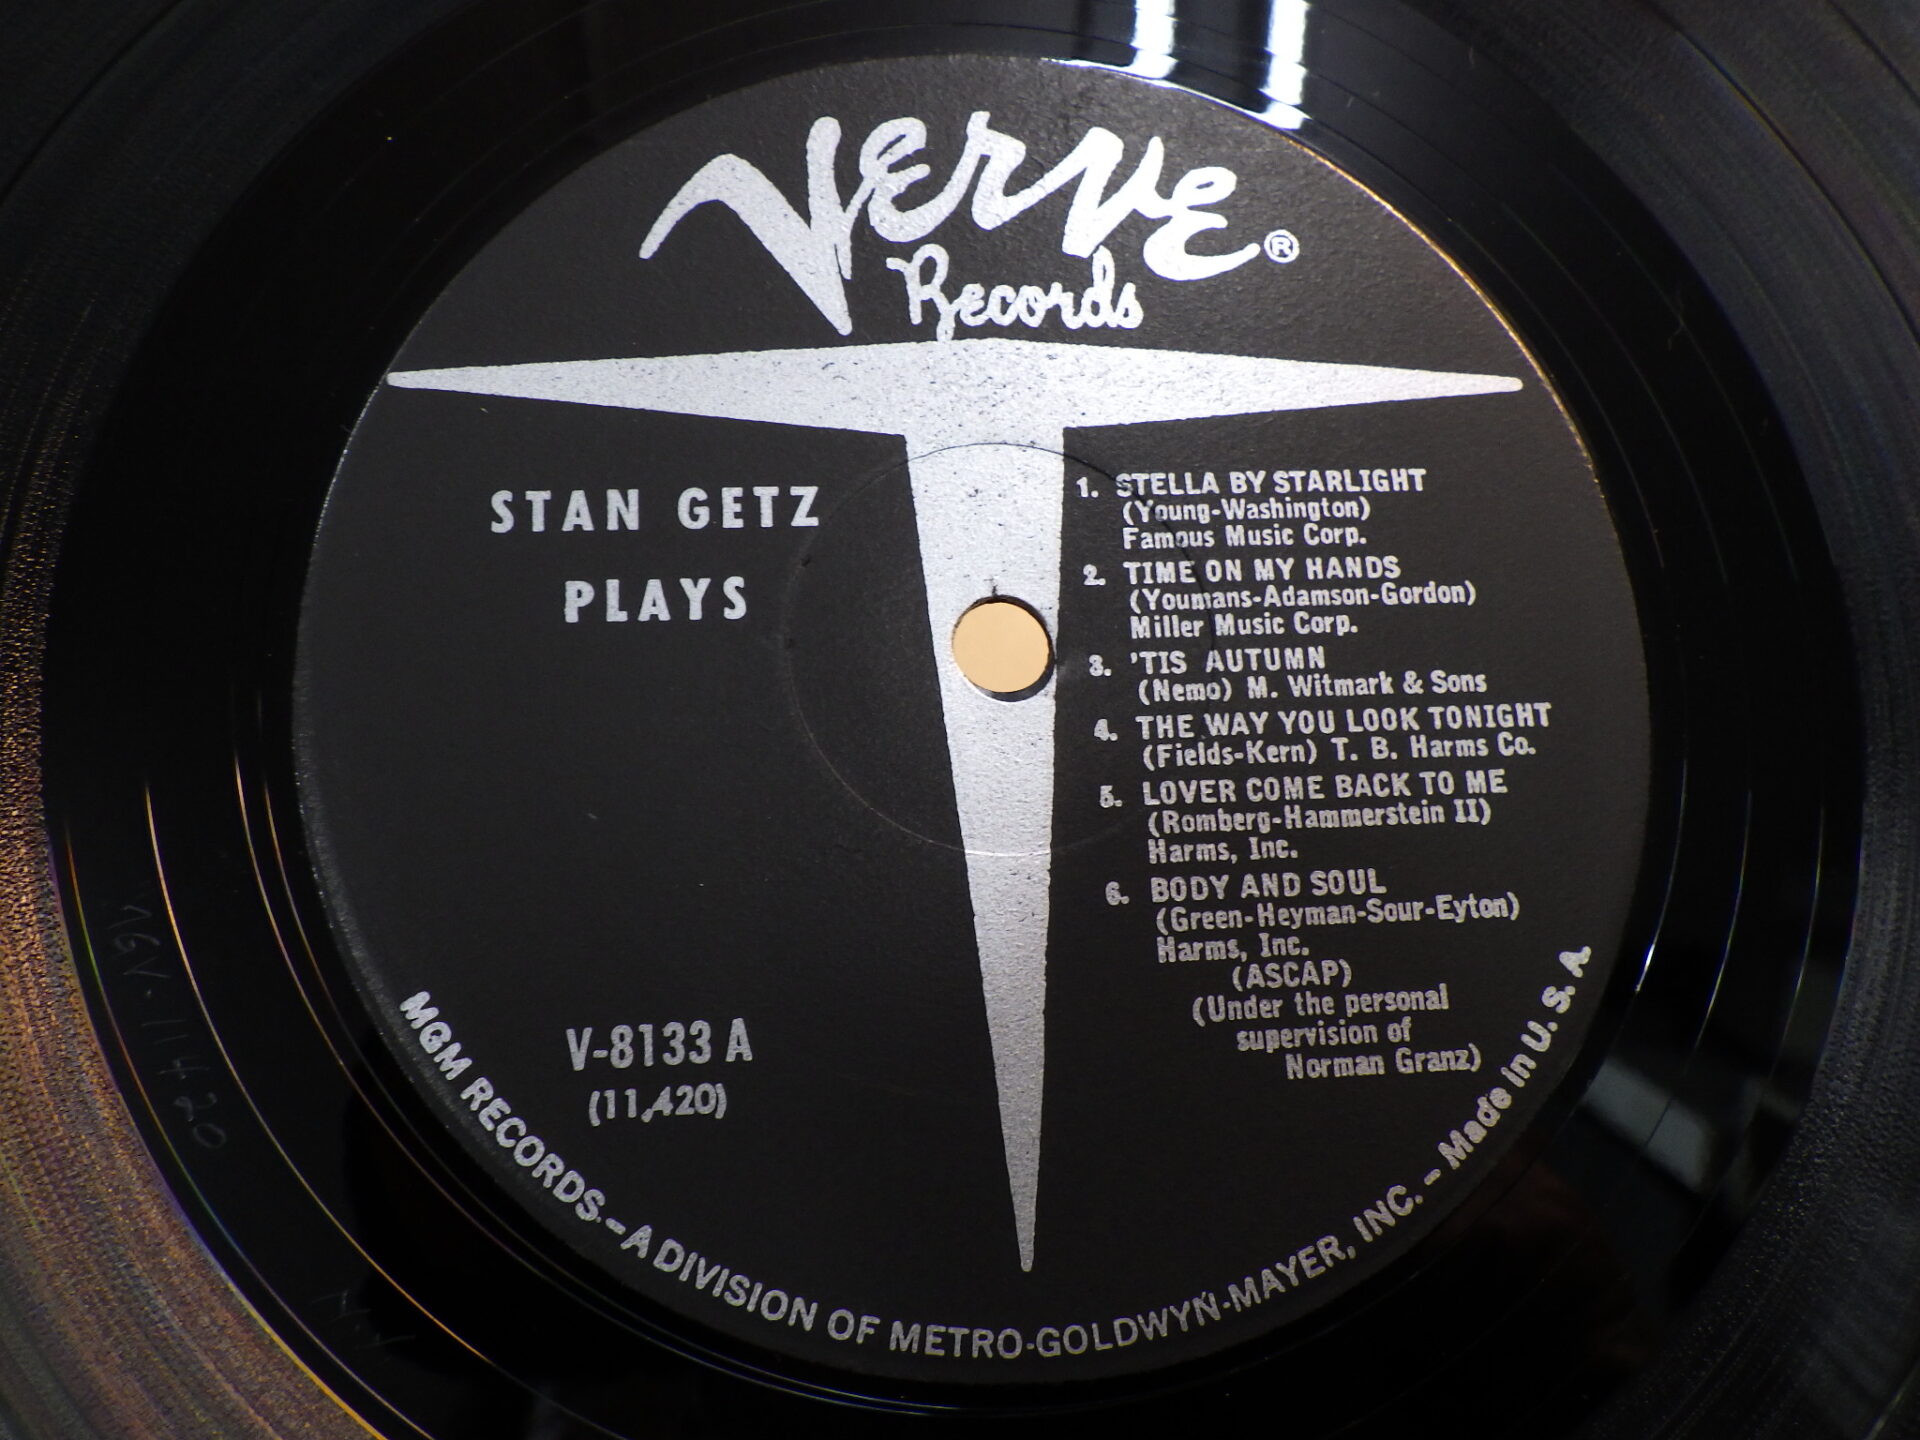 Verve®
Records
STAN GETZ
PLAYS
1. STELLA BY STARLIGHT
(Young-Washington)
Famous Music Corp.
2. TIME ON MY HANDS
(Youmans-Adamson-Gordon)
Miller Music Corp.
3. 'TIS AUTUMN
(Nemo) M. Witmark & Sons
4. THE WAY YOU LOOK TONIGHT
(Fields-Kern) T. B. Harms Co.
5. LOVER COME BACK TO ME
(Romberg-Hammerstein II)
Harms, Inc.
6. BODY AND SOUL
(Green-Heyman-Sour-Eyton)
Harms, Inc.
(ASCAP)
(Under the personal
supervision of
Norman Granz)
V-8133 A
(11,420)
MGM RECORDS – A DIVISION OF METRO-GOLDWYN-MAYER, INC. – Made in U. S. A.